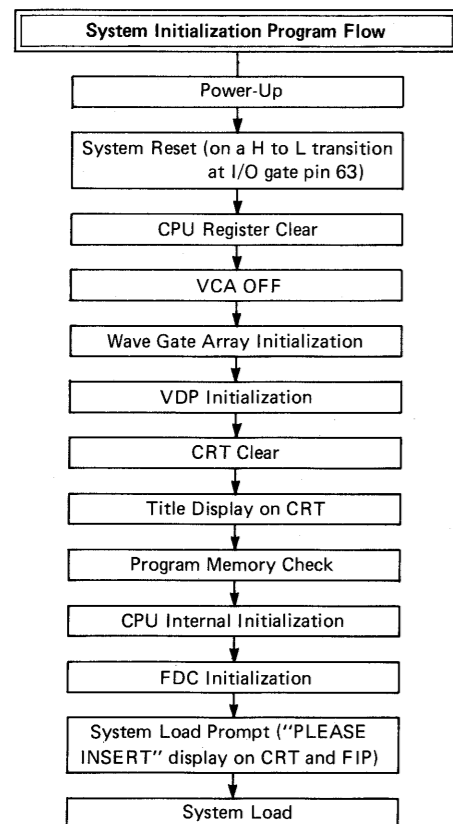 System Initialization Program Flow
Power-Up
System Reset (on a H to L transition
at I/O gate pin 63)
CPU Register Clear
VCA OFF
Wave Gate Array Initialization
VDP Initialization
CRT Clear
Title Display on CRT
Program Memory Check
CPU Internal Initialization
FDC Initialization
System Load Prompt ("PLEASE
INSERT" display on CRT and FIP)
System Load